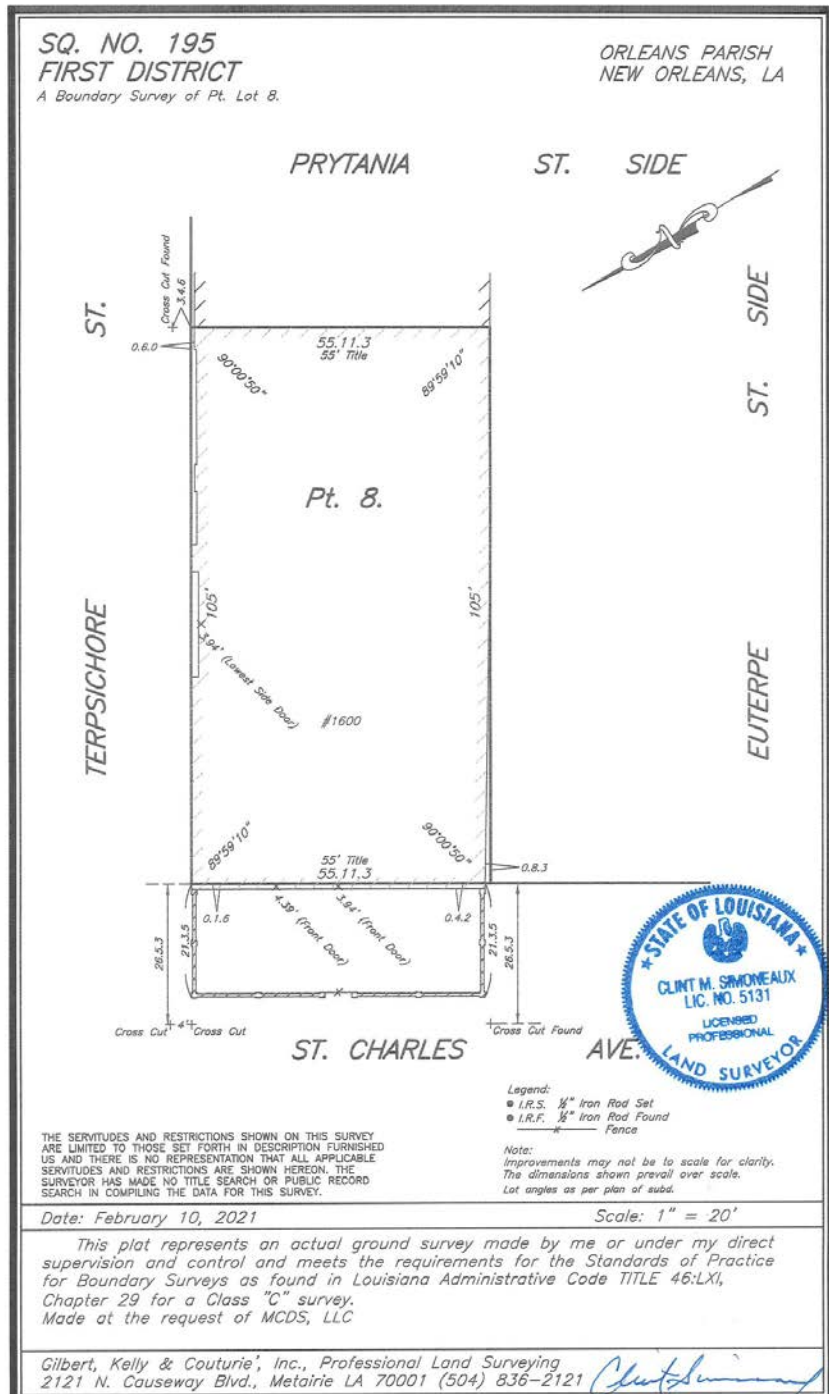 SQ. NO. 195
FIRST DISTRICT
A Boundary Survey of Pt. Lot 8.
ORLEANS PARISH
NEW ORLEANS, LA
PRYTANIA ST. SIDE
Cross Cut Found
3.4.6
0.6.0
55.11.3
55' Title
90°00'50"
89°59'10"
TERPSICHORE ST.
EUTERPE ST. SIDE
Pt. 8.
105'
105'
3.94' (Lowest Side Door)
#1600
89°59'10"
90°00'50"
55' Title
55.11.3
0.8.3
0.1.6
4.39' (Front Door)
3.94' (Front Door)
0.4.2
26.5.3
21.3.5
21.3.5
26.5.3
Cross Cut 4' Cross Cut
Cross Cut Found
ST. CHARLES AVE.
STATE OF LOUISIANA
CLINT M. SIMONEAUX
LIC. NO. 5131
LICENSED
PROFESSIONAL
LAND SURVEYOR
Legend:
I.R.S. ½" Iron Rod Set
I.R.F. ½" Iron Rod Found
x Fence
Note:
Improvements may not be to scale for clarity.
The dimensions shown prevail over scale.
Lot angles as per plan of subd.
THE SERVITUDES AND RESTRICTIONS SHOWN ON THIS SURVEY
ARE LIMITED TO THOSE SET FORTH IN DESCRIPTION FURNISHED
US AND THERE IS NO REPRESENTATION THAT ALL APPLICABLE
SERVITUDES AND RESTRICTIONS ARE SHOWN HEREON. THE
SURVEYOR HAS MADE NO TITLE SEARCH OR PUBLIC RECORD
SEARCH IN COMPILING THE DATA FOR THIS SURVEY.
Date: February 10, 2021
Scale: 1" = 20'
This plat represents an actual ground survey made by me or under my direct
supervision and control and meets the requirements for the Standards of Practice
for Boundary Surveys as found in Louisiana Administrative Code TITLE 46:LXI,
Chapter 29 for a Class "C" survey.
Made at the request of MCDS, LLC
Gilbert, Kelly & Couturie', Inc., Professional Land Surveying
2121 N. Causeway Blvd., Metairie LA 70001 (504) 836-2121